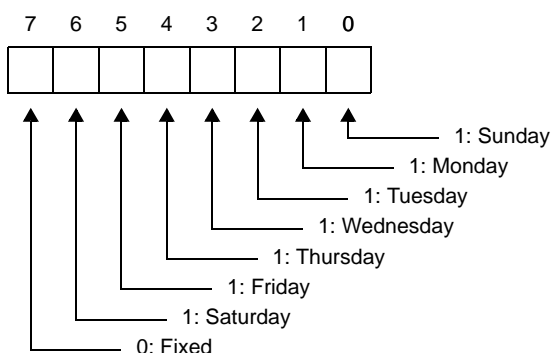 7 6 5 4 3 2 1 0
1: Sunday
1: Monday
1: Tuesday
1: Wednesday
1: Thursday
1: Friday
1: Saturday
0: Fixed